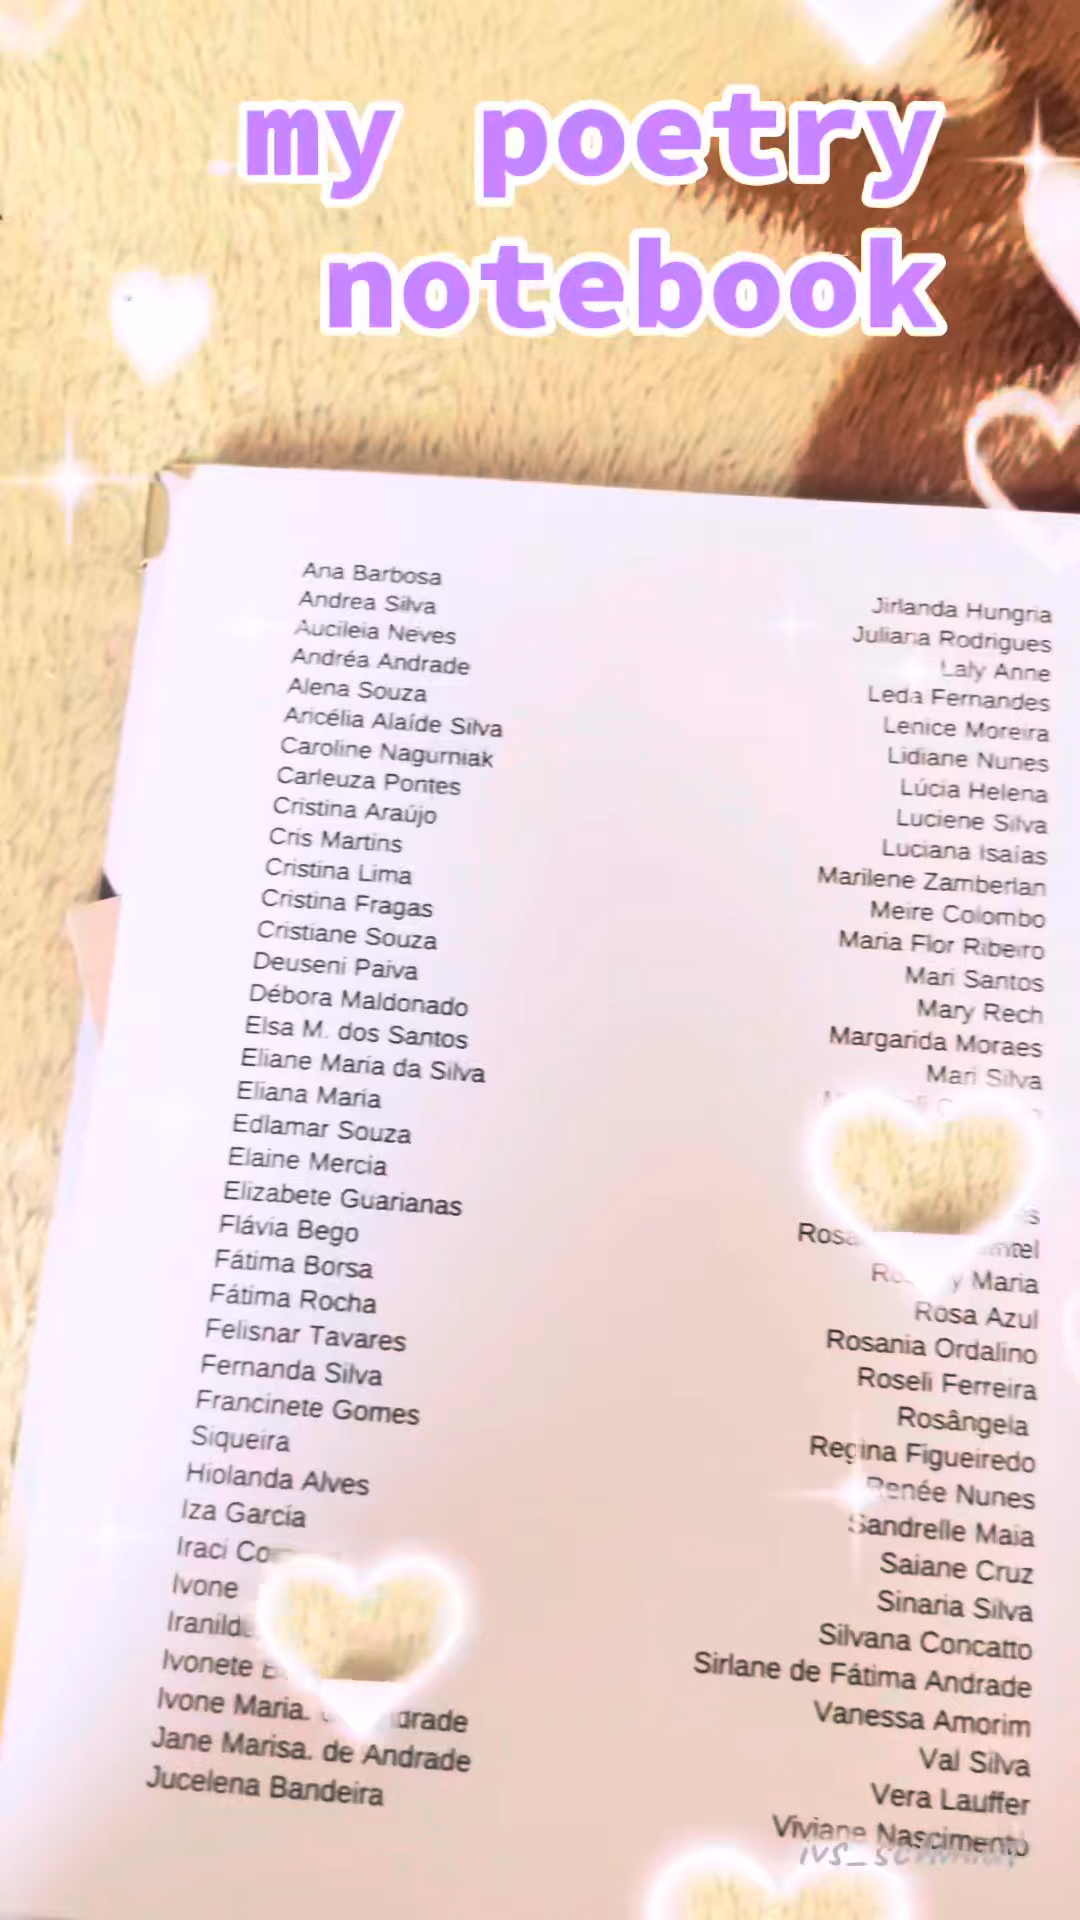 my poetry
notebook
Ana Barbosa
Andrea Silva
Aucileia Neves
Andréa Andrade
Alena Souza
Aricélia Alaíde Silva
Caroline Nagurniak
Carleuza Pontes
Cristina Araújo
Cris Martins
Cristina Lima
Cristina Fragas
Cristiane Souza
Deuseni Paiva
Débora Maldonado
Elsa M. dos Santos
Eliane Maria da Silva
Eliana Maria
Edlamar Souza
Elaine Mercia
Elizabete Guarianas
Flávia Bego
Fátima Borsa
Fátima Rocha
Felisnar Tavares
Fernanda Silva
Francinete Gomes
Siqueira
Hiolanda Alves
Iza Garcia
Iraci
Ivone
Ivonete
Ivone Maria.
Jane Marisa. de Andrade
Jucelena Bandeira
Jirlanda Hungria
Juliana Rodrigues
Laly Anne
Leda Fernandes
Lenice Moreira
Lidiane Nunes
Lúcia Helena
Luciene Silva
Luciana Isaías
Marilene Zamberlan
Meire Colombo
Maria Flor Ribeiro
Mari Santos
Mary Rech
Margarida Moraes
Mari Silva
Maria
Rosa Azul
Rosania Ordalino
Roseli Ferreira
Rosângela
Regina Figueiredo
Renée Nunes
Sandrelle Maia
Saiane Cruz
Sinaria Silva
Silvana Concatto
Sirlane de Fátima Andrade
Vanessa Amorim
Val Silva
Vera Lauffer
Viviane Nascimento